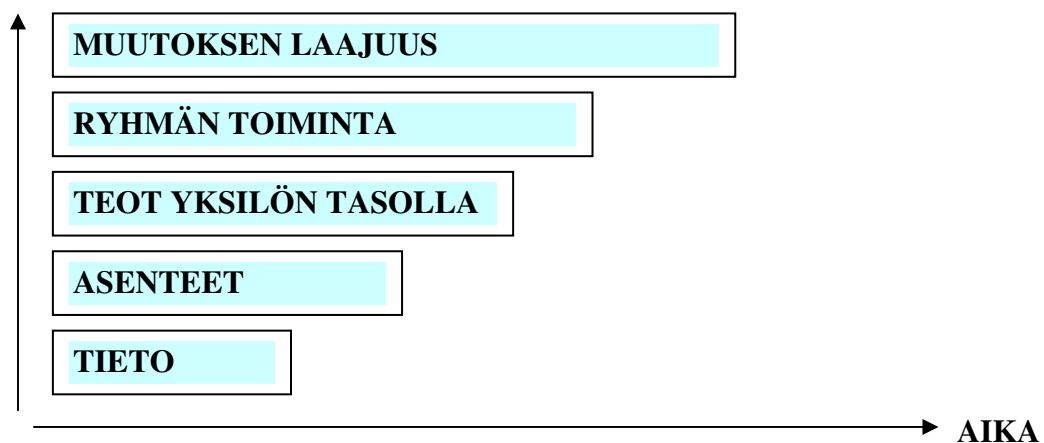 MUUTOKSEN LAAJUUS
RYHMÄN TOIMINTA
TEOT YKSILÖN TASOLLA
ASENTEET
TIETO
AIKA